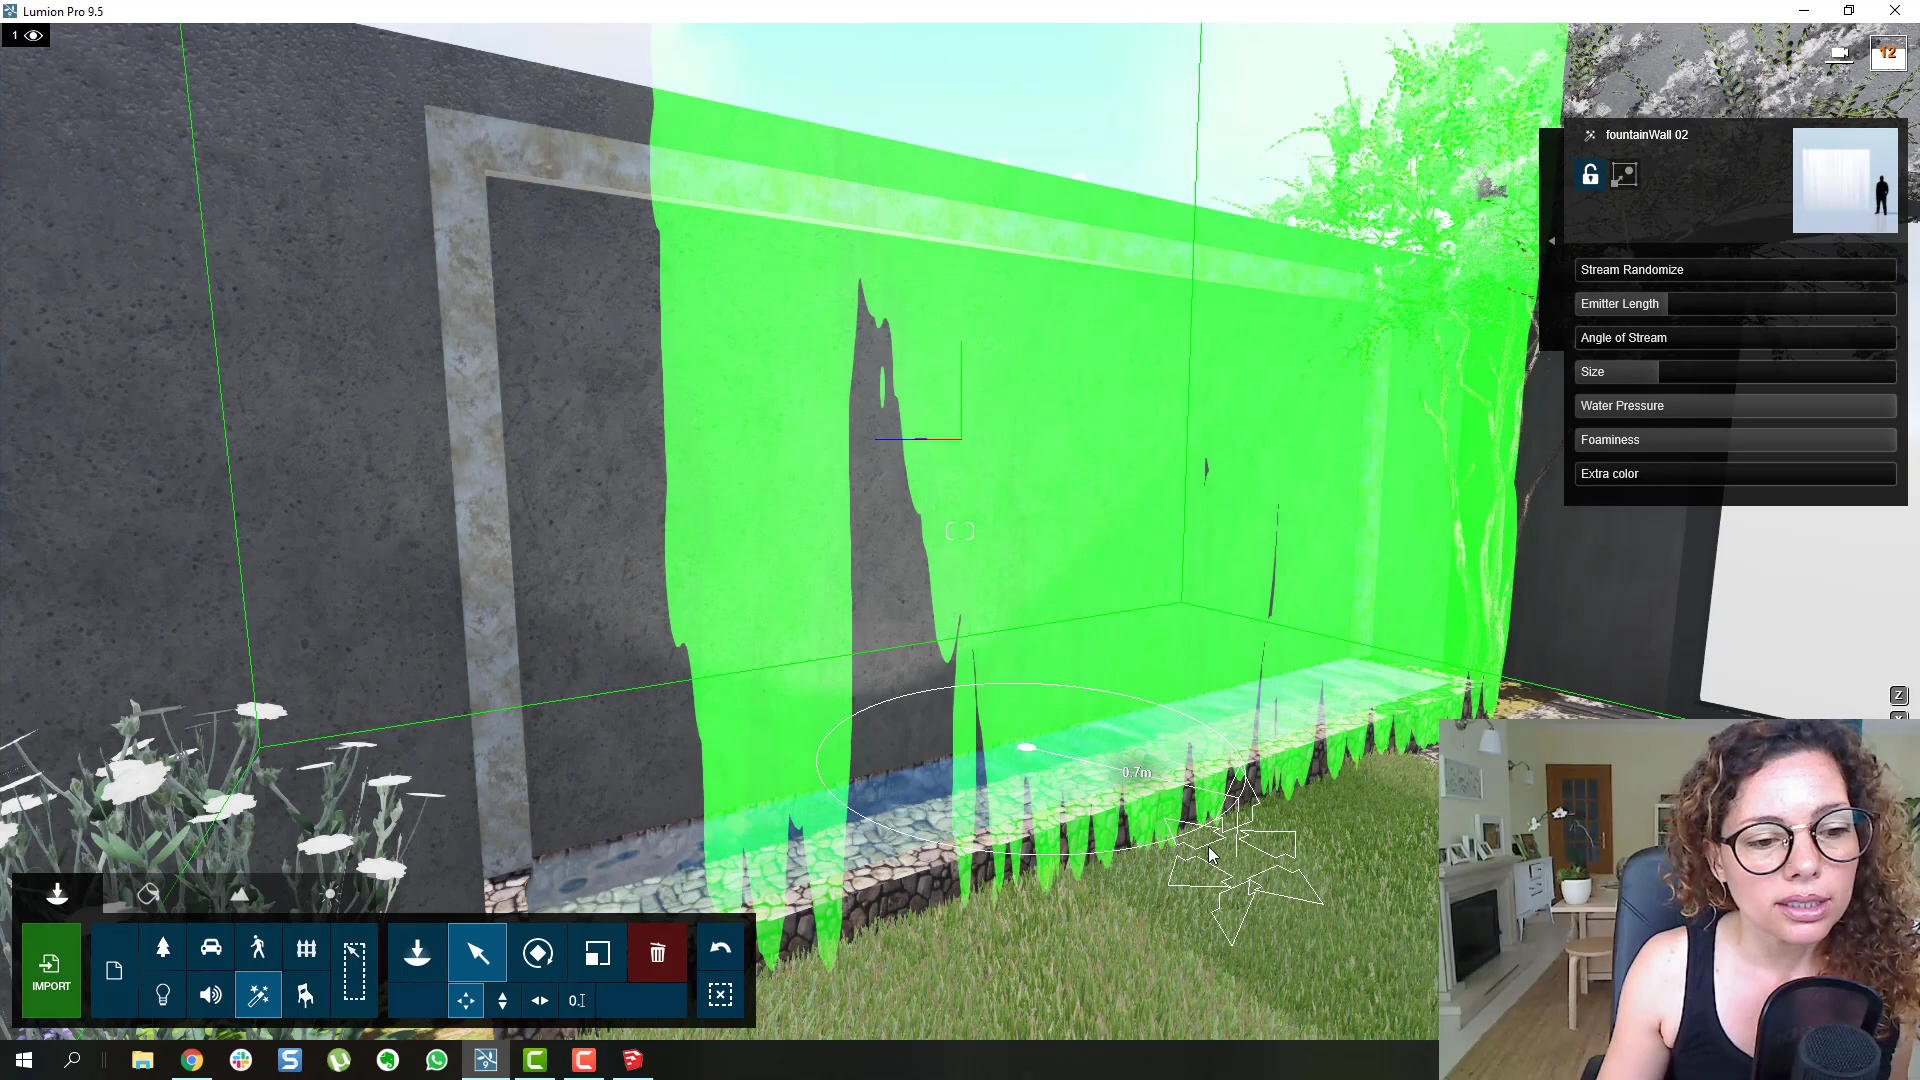 Lumion Pro 9.5
1
12
fountainWall 02
Stream Randomize
Emitter Length
Angle of Stream
Size
Water Pressure
Foaminess
Extra color
Z
0.7m
IMPORT
0.
9